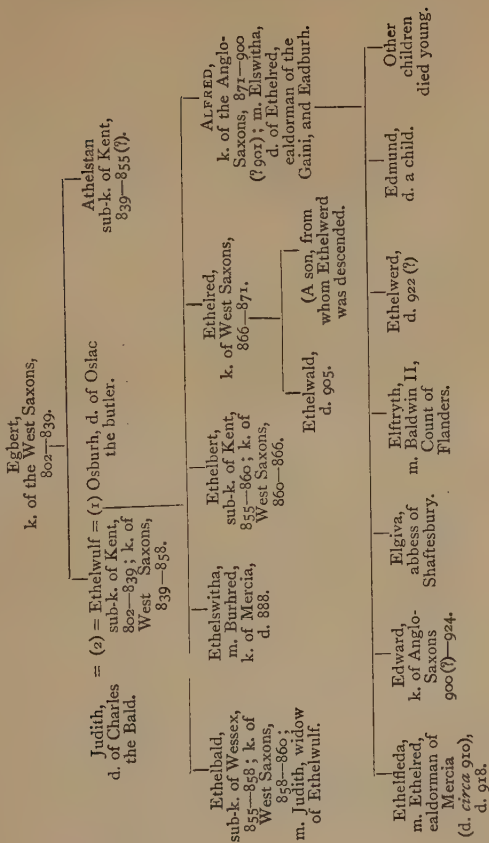 Egbert,
k. of the West Saxons,
802—839.
Judith,
d. of Charles
the Bald.
= (2) = Ethelwulf = (1) Osburh, d. of Oslac
the butler.
sub-k. of Kent,
802—839; k. of
West Saxons,
839—858.
Athelstan
sub-k. of Kent,
839—855 (?).
Ethelbald,
sub-k. of Wessex,
855—858; k. of
West Saxons,
858—860;
m. Judith, widow
of Ethelwulf.
Ethelswitha,
m. Burhred,
k. of Mercia,
d. 888.
Ethelbert,
sub-k. of Kent,
855—860; k. of
West Saxons,
860—866.
Ethelred,
k. of West Saxons,
866—871.
ALFRED,
k. of the Anglo-
Saxons, 871—900
(? 901); m. Elswitha,
d. of Ethelred,
ealdorman of the
Gaini, and Eadburh.
Ethelwald,
d. 905.
(A son, from
whom Ethelwerd
was descended.
Ethelfleda,
m. Ethelred,
ealdorman of
Mercia
(d. circa 910),
d. 918.
Edward,
k. of Anglo-
Saxons
900 (?)—924.
Elgiva,
abbess of
Shaftesbury.
Elftryth,
m. Baldwin II,
Count of
Flanders.
Ethelwerd,
d. 922 (?)
Edmund,
d. a child.
Other
children
died young.